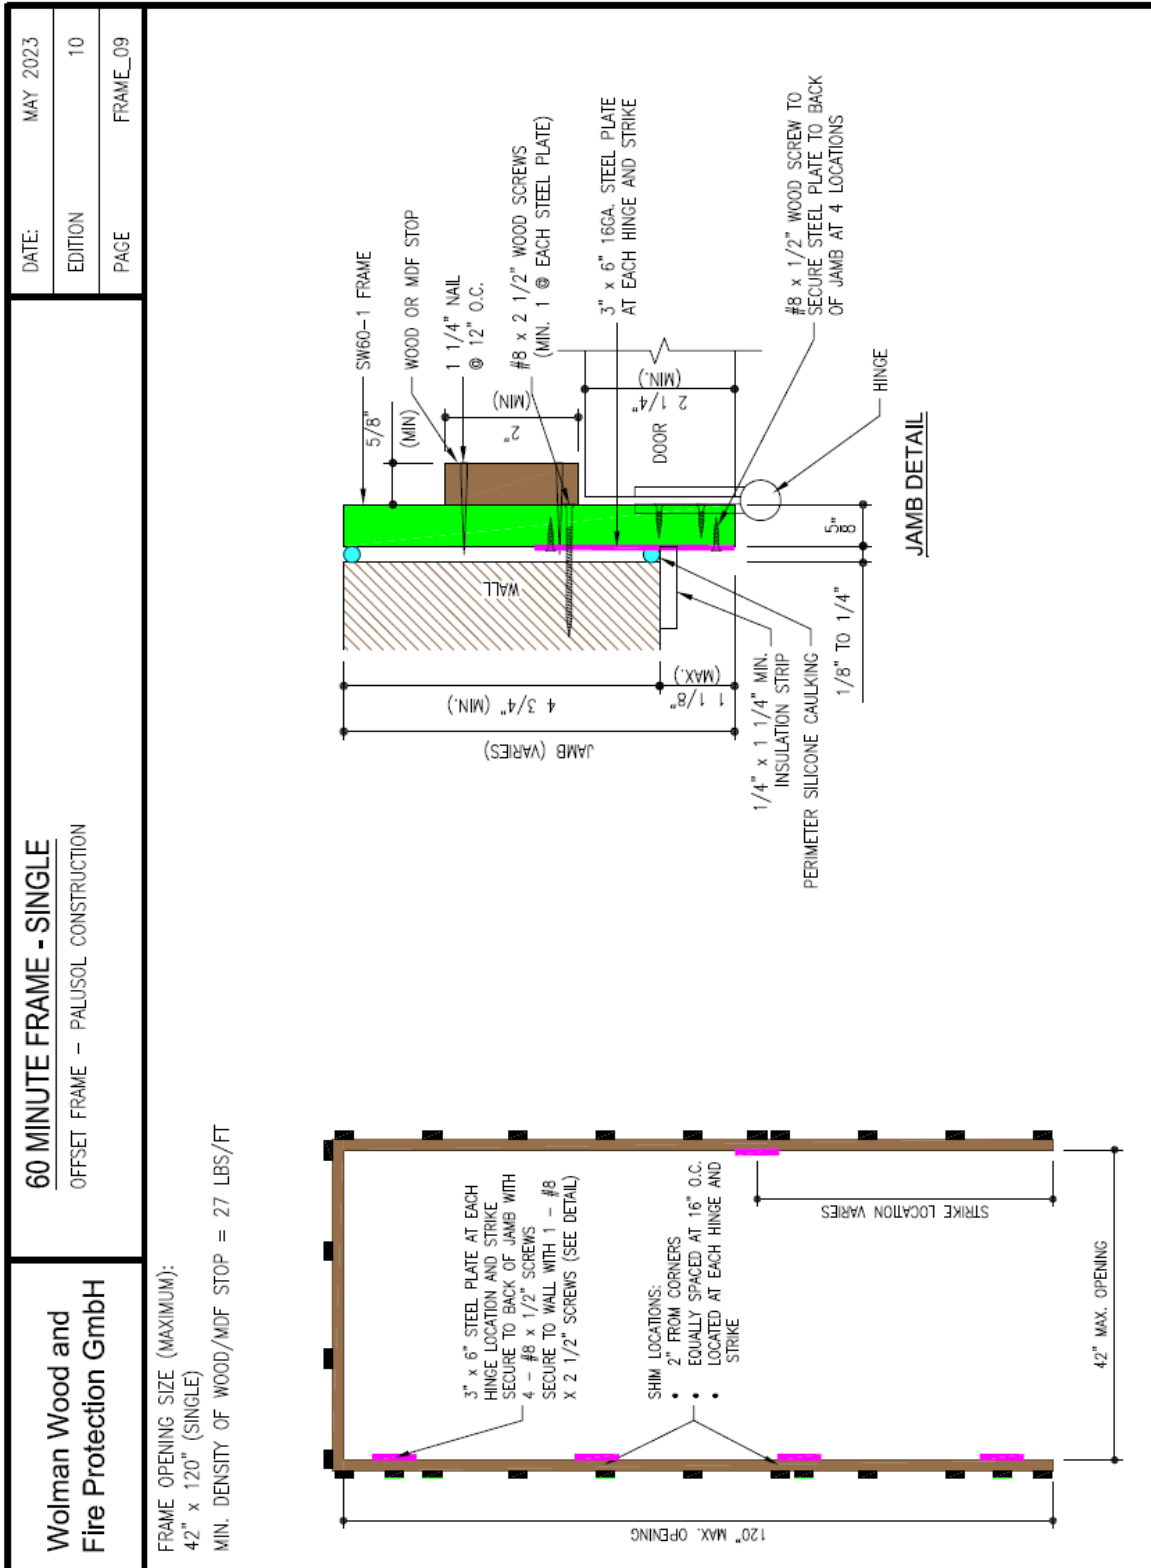 Wolman Wood and
Fire Protection GmbH
60 MINUTE FRAME - SINGLE
OFFSET FRAME – PALUSOL CONSTRUCTION
DATE: MAY 2023
EDITION 10
PAGE FRAME_09
FRAME OPENING SIZE (MAXIMUM):
42" x 120" (SINGLE)
MIN. DENSITY OF WOOD/MDF STOP = 27 LBS/FT
120" MAX. OPENING
3" x 6" STEEL PLATE AT EACH
HINGE LOCATION AND STRIKE
SECURE TO BACK OF JAMB WITH
4 – #8 x 1/2" SCREWS
SECURE TO WALL WITH 1 – #8
X 2 1/2" SCREWS (SEE DETAIL)
SHIM LOCATIONS:
• 2" FROM CORNERS
• EQUALLY SPACED AT 16" O.C.
• LOCATED AT EACH HINGE AND
STRIKE
STRIKE LOCATION VARIES
42" MAX. OPENING
JAMB (VARIES)
4 3/4" (MIN.)
1 1/8"
(MAX.)
WALL
5/8"
(MIN)
SW60-1 FRAME
WOOD OR MDF STOP
1 1/4" NAIL
@ 12" O.C.
2"
(MIN)
#8 x 2 1/2" WOOD SCREWS
(MIN. 1 @ EACH STEEL PLATE)
3" x 6" 16GA. STEEL PLATE
AT EACH HINGE AND STRIKE
DOOR
2 1/4"
(MIN.)
#8 x 1/2" WOOD SCREW TO
SECURE STEEL PLATE TO BACK
OF JAMB AT 4 LOCATIONS
HINGE
1/4" x 1 1/4" MIN.
INSULATION STRIP
PERIMETER SILICONE CAULKING
1/8" TO 1/4"
5/8"
JAMB DETAIL